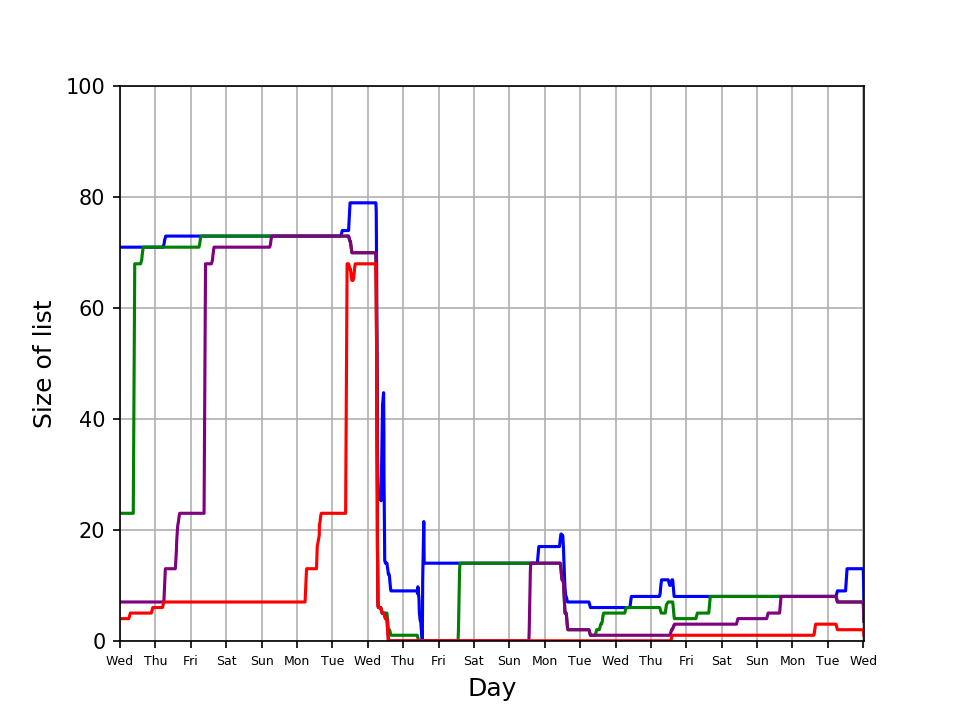 100
80
60
40
20
0
Size of list
Wed Thu Fri Sat Sun Mon Tue Wed Thu Fri Sat Sun Mon Tue Wed Thu Fri Sat Sun Mon Tue Wed
Day